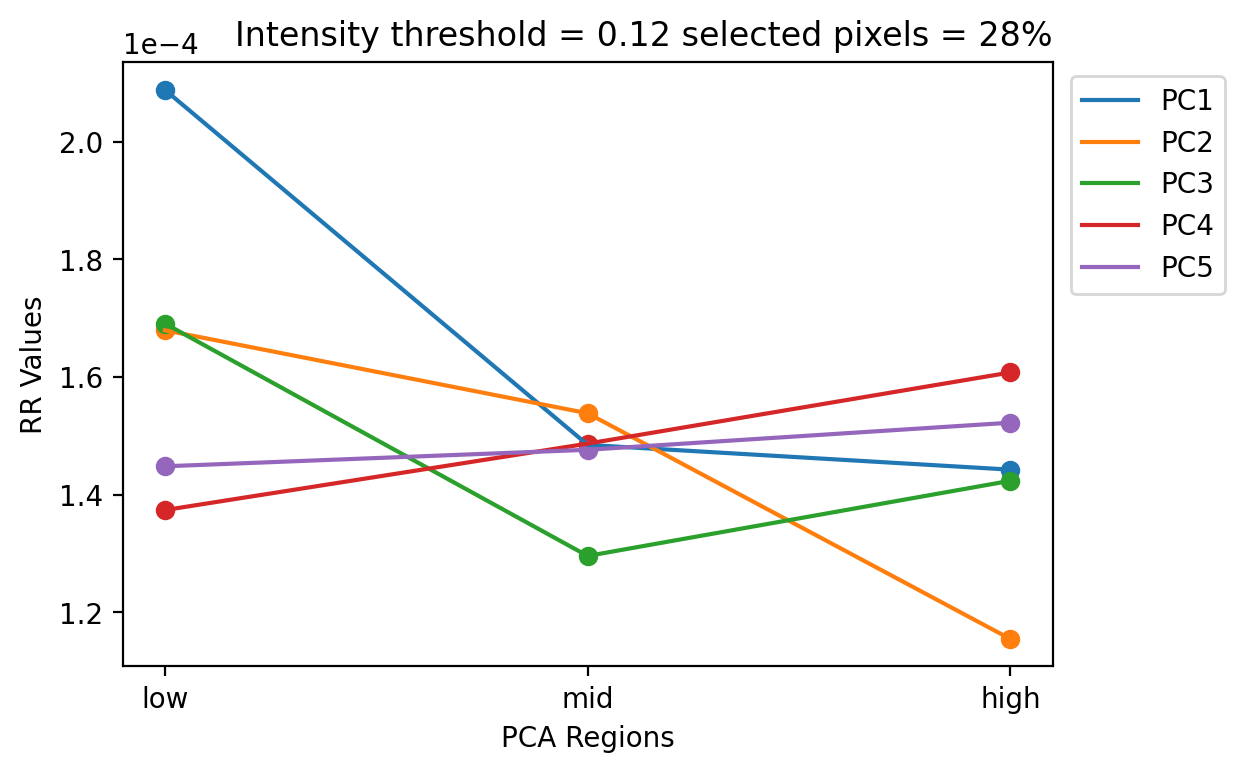 Intensity threshold = 0.12 selected pixels = 28%
1e−4
2.0
1.8
1.6
1.4
1.2
RR Values
low mid high
PCA Regions
PC1
PC2
PC3
PC4
PC5